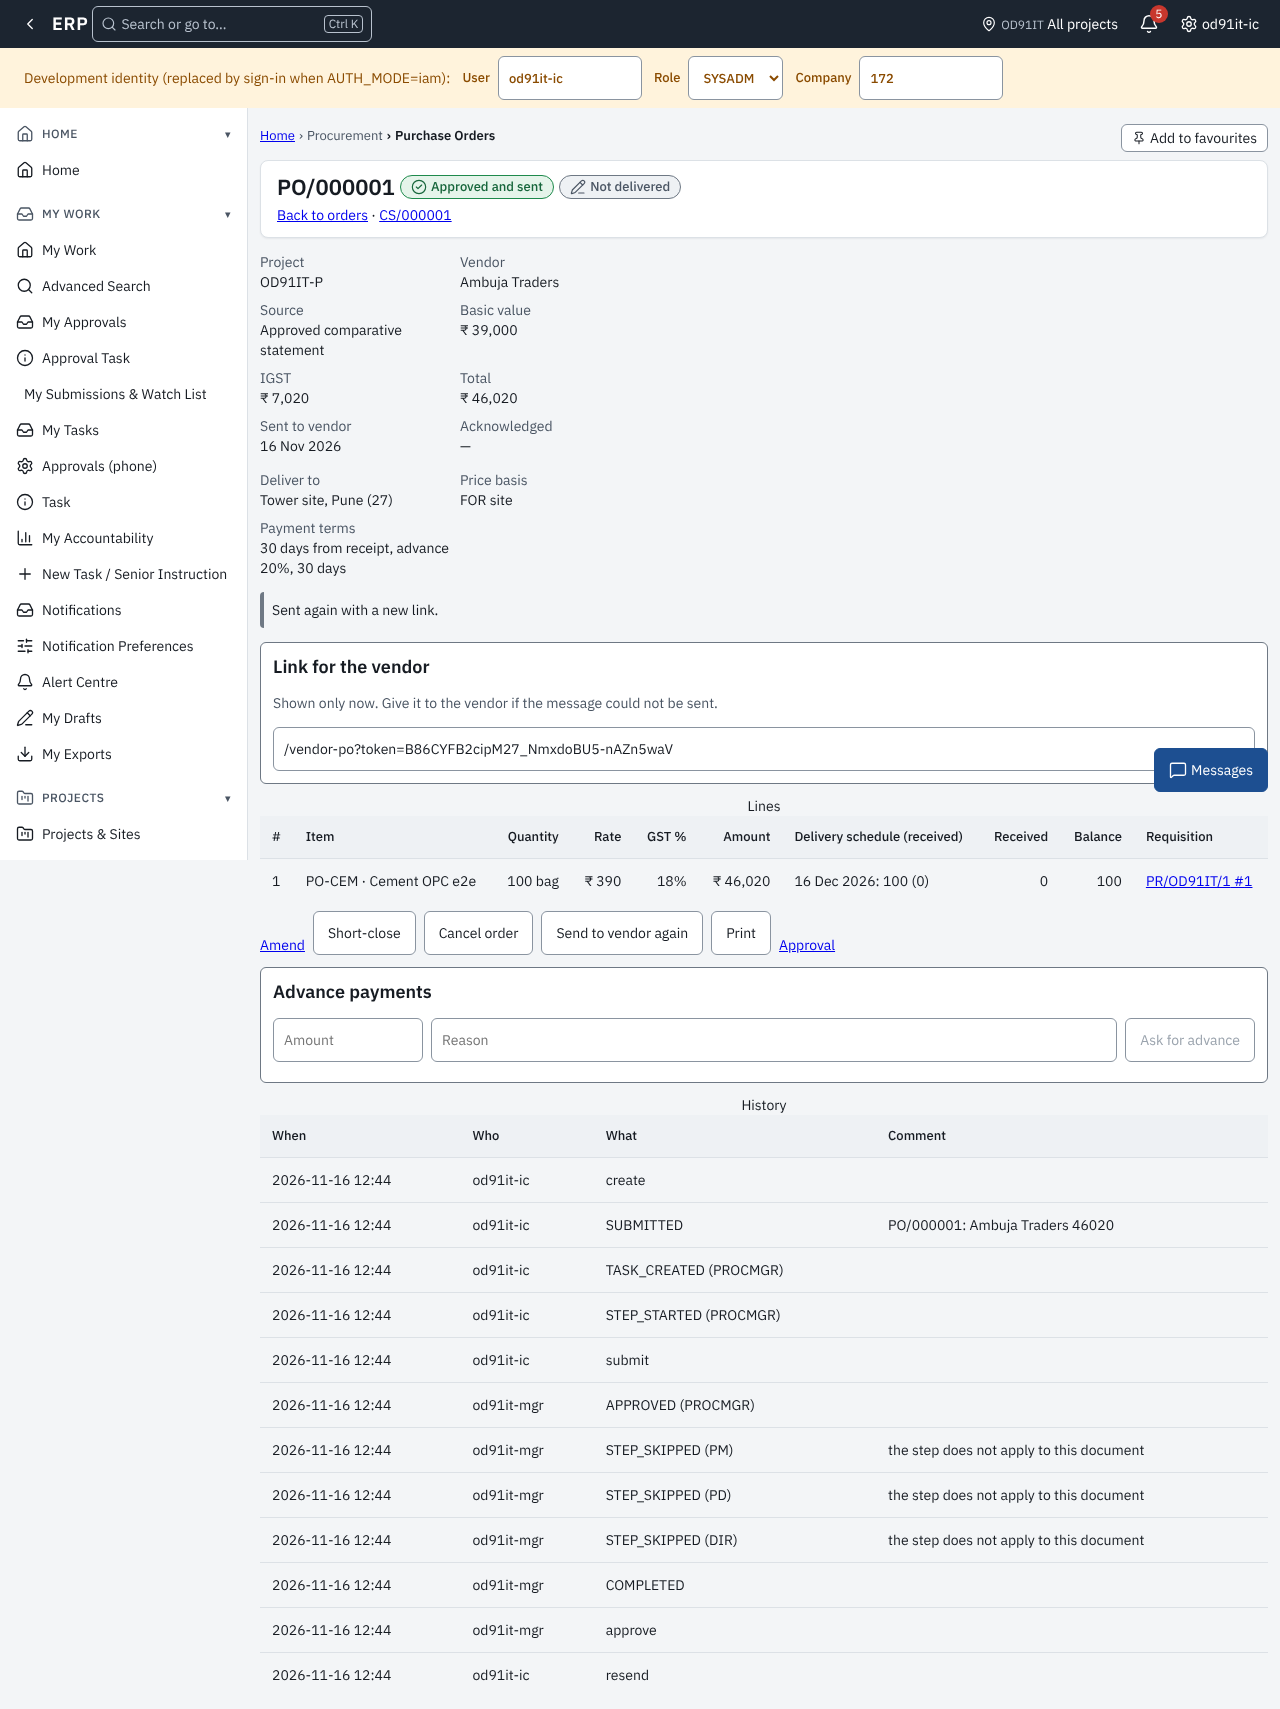 ERP
Search or go to...
Ctrl K
OD91IT All projects
5
od91it-ic
Development identity (replaced by sign-in when AUTH_MODE=iam):
User
od91it-ic
Role
SYSADM
Company
172
HOME
Home
MY WORK
My Work
Advanced Search
My Approvals
Approval Task
My Submissions & Watch List
My Tasks
Approvals (phone)
Task
My Accountability
New Task / Senior Instruction
Notifications
Notification Preferences
Alert Centre
My Drafts
My Exports
PROJECTS
Projects & Sites
Home › Procurement › Purchase Orders
Add to favourites
PO/000001
Approved and sent
Not delivered
Back to orders · CS/000001
Project
OD91IT-P
Vendor
Ambuja Traders
Source
Approved comparative
statement
Basic value
₹ 39,000
IGST
₹ 7,020
Total
₹ 46,020
Sent to vendor
16 Nov 2026
Acknowledged
—
Deliver to
Tower site, Pune (27)
Price basis
FOR site
Payment terms
30 days from receipt, advance
20%, 30 days
Sent again with a new link.
Link for the vendor
Shown only now. Give it to the vendor if the message could not be sent.
/vendor-po?token=B86CYFB2cipM27_NmxdoBU5-nAZn5waV
Messages
Lines
# Item Quantity Rate GST % Amount Delivery schedule (received) Received Balance Requisition
1 PO-CEM · Cement OPC e2e 100 bag ₹ 390 18% ₹ 46,020 16 Dec 2026: 100 (0) 0 100 PR/OD91IT/1 #1
Amend
Short-close
Cancel order
Send to vendor again
Print
Approval
Advance payments
Amount
Reason
Ask for advance
History
When Who What Comment
2026-11-16 12:44 od91it-ic create
2026-11-16 12:44 od91it-ic SUBMITTED PO/000001: Ambuja Traders 46020
2026-11-16 12:44 od91it-ic TASK_CREATED (PROCMGR)
2026-11-16 12:44 od91it-ic STEP_STARTED (PROCMGR)
2026-11-16 12:44 od91it-ic submit
2026-11-16 12:44 od91it-mgr APPROVED (PROCMGR)
2026-11-16 12:44 od91it-mgr STEP_SKIPPED (PM) the step does not apply to this document
2026-11-16 12:44 od91it-mgr STEP_SKIPPED (PD) the step does not apply to this document
2026-11-16 12:44 od91it-mgr STEP_SKIPPED (DIR) the step does not apply to this document
2026-11-16 12:44 od91it-mgr COMPLETED
2026-11-16 12:44 od91it-mgr approve
2026-11-16 12:44 od91it-ic resend